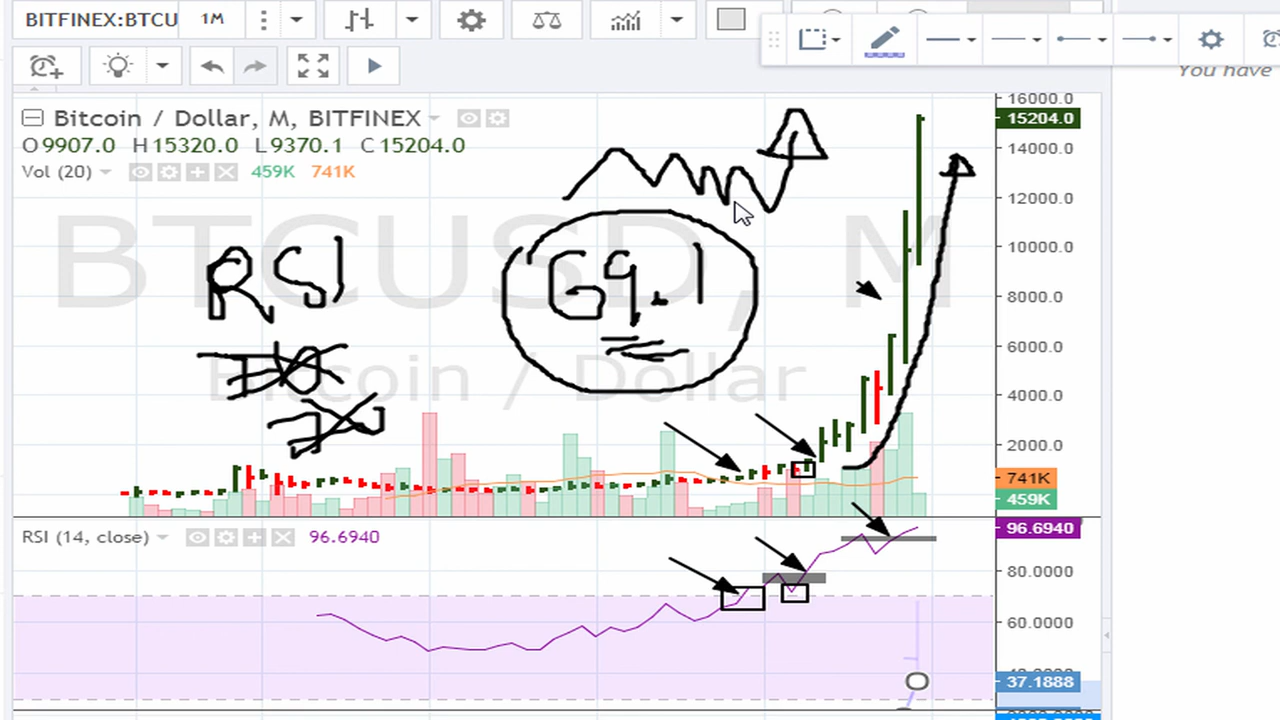 BITFINEX:BTCU 1M
You have
Bitcoin / Dollar, M, BITFINEX
O9907.0 H15320.0 L9370.1 C15204.0
Vol (20) 459K 741K
BTCUSD, M
Bitcoin / Dollar
RSI
69.1
16000.0
15204.0
14000.0
12000.0
10000.0
8000.0
6000.0
4000.0
2000.0
741K
459K
RSI (14, close) 96.6940
96.6940
80.0000
60.0000
37.1888